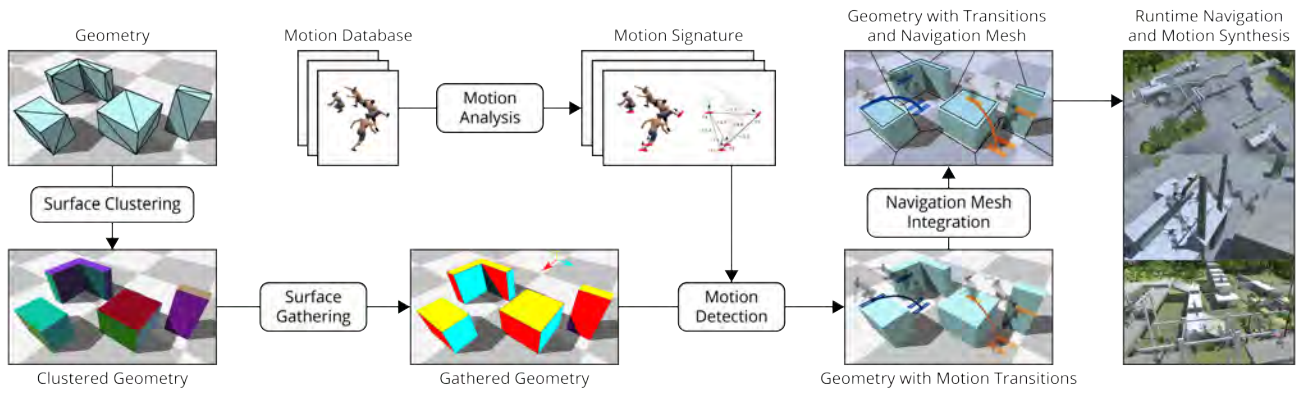 Geometry
Motion Database
Motion Signature
Geometry with Transitions
and Navigation Mesh
Runtime Navigation
and Motion Synthesis
Motion
Analysis
Surface Clustering
Navigation Mesh
Integration
Surface
Gathering
Motion
Detection
Clustered Geometry
Gathered Geometry
Geometry with Motion Transitions